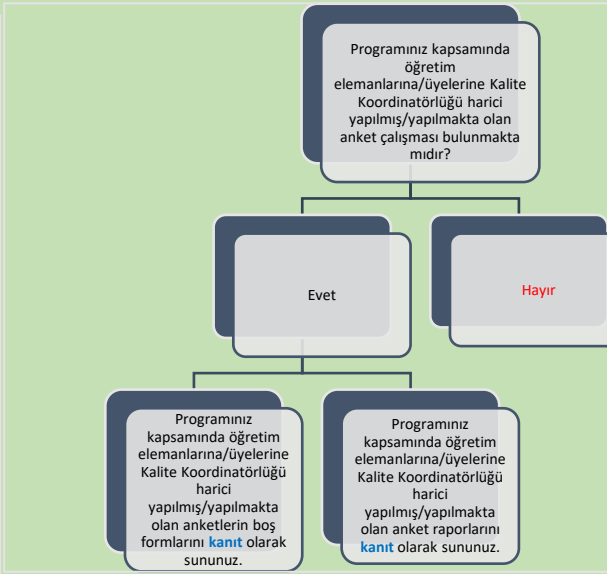 Programınız kapsamında
öğretim
elemanlarına/üyelerine Kalite
Koordinatörlüğü harici
yapılmış/yapılmakta olan
anket çalışması bulunmakta
mıdır?
Evet
Hayır
Programınız
kapsamında öğretim
elemanlarına/üyelerine
Kalite Koordinatörlüğü
harici
yapılmış/yapılmakta
olan anketlerin boş
formlarını kanıt olarak
sununuz.
Programınız
kapsamında öğretim
elemanlarına/üyelerine
Kalite Koordinatörlüğü
harici
yapılmış/yapılmakta
olan anket raporlarını
kanıt olarak sununuz.